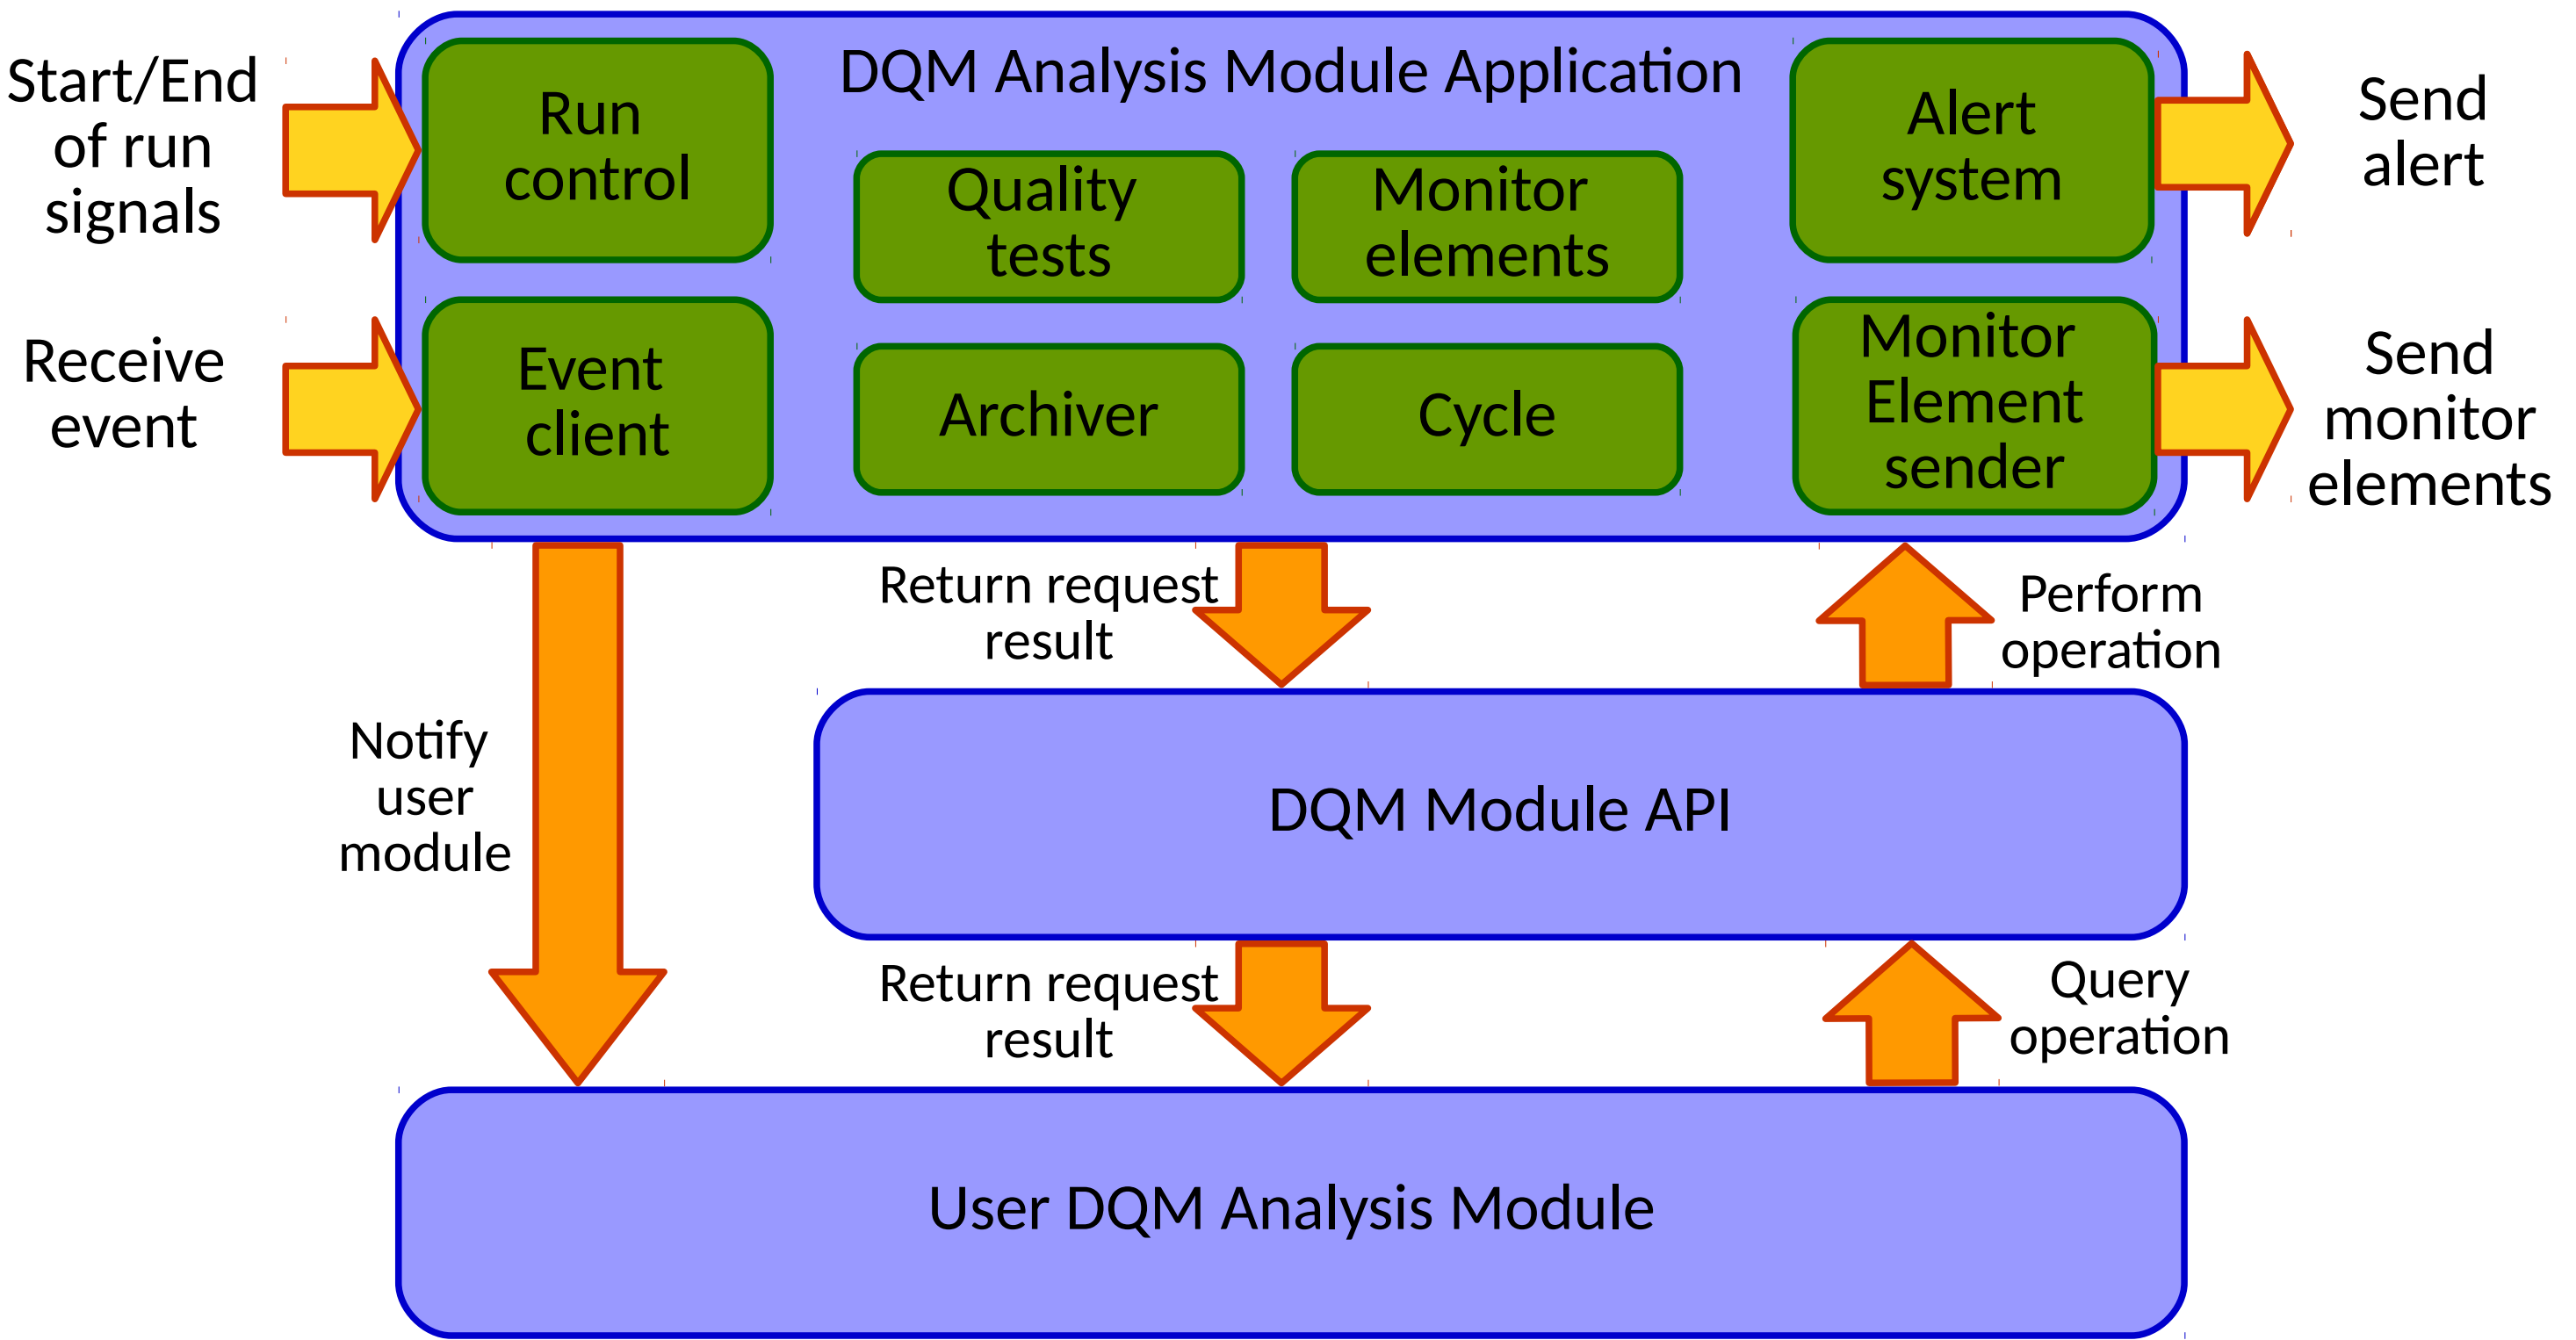 Start/End
of run
signals
Run
control
DQM Analysis Module Application
Quality
tests
Monitor
elements
Alert
system
Send
alert
Receive
event
Event
client
Archiver
Cycle
Monitor
Element
sender
Send
monitor
elements
Return request
result
Perform
operation
Notify
user
module
DQM Module API
Return request
result
Query
operation
User DQM Analysis Module